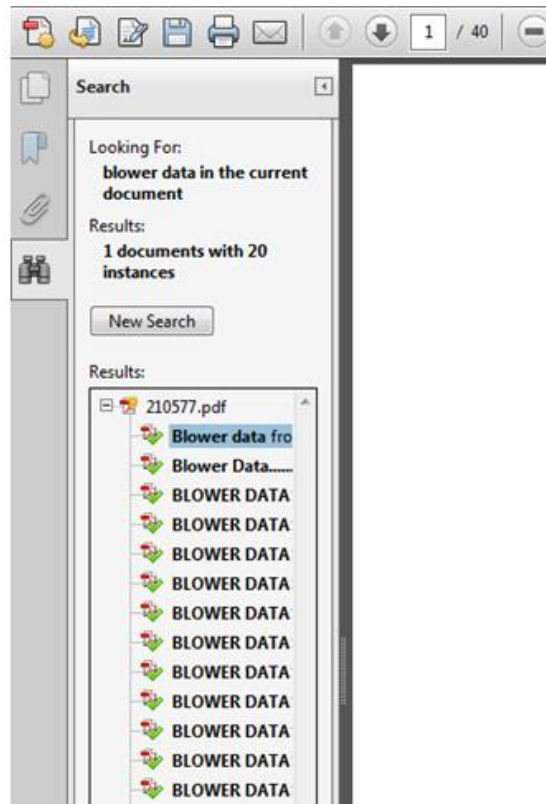 1 / 40
Search
Looking For:
blower data in the current
document
Results:
1 documents with 20
instances
New Search
Results:
210577.pdf
Blower data fro
Blower Data......
BLOWER DATA
BLOWER DATA
BLOWER DATA
BLOWER DATA
BLOWER DATA
BLOWER DATA
BLOWER DATA
BLOWER DATA
BLOWER DATA
BLOWER DATA
BLOWER DATA